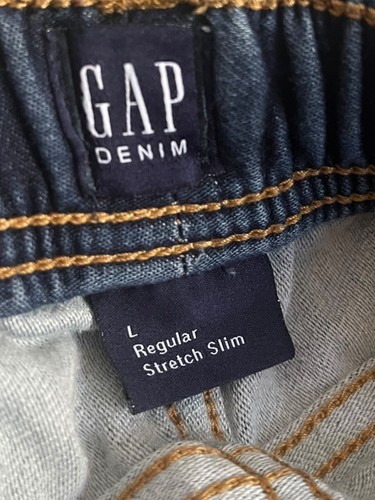 GAP
DENIM
L
Regular
Stretch Slim